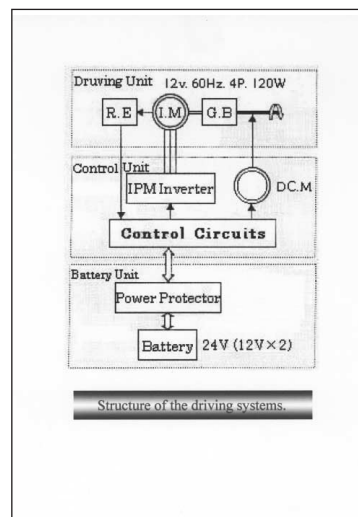 Druving Unit 12v. 60Hz. 4P. 120W
R.E I.M G.B
Control Unit
IPM Inverter DC.M
Control Circuits
Battery Unit
Power Protector
Battery 24V (12V×2)
Structure of the driving systems.